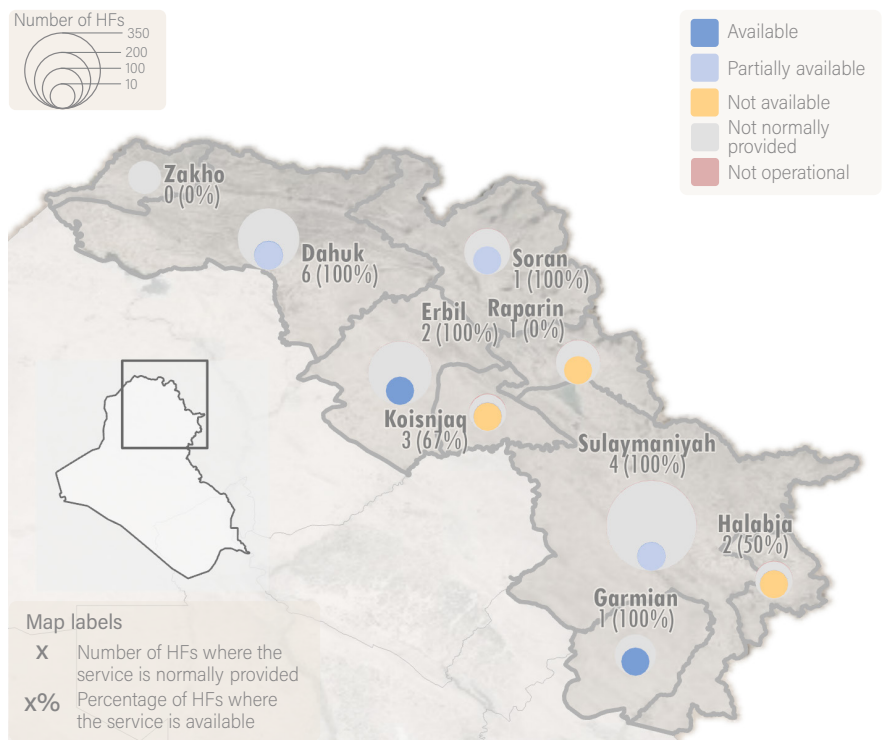 Number of HFs
350
200
100
10
Available
Partially available
Not available
Not normally
provided
Not operational
Zakho
0 (0%)
Dahuk
6 (100%)
Soran
1 (100%)
Erbil
2 (100%)
Raparin
1 (0%)
Koisnjaq
3 (67%)
Sulaymaniyah
4 (100%)
Halabja
2 (50%)
Garmian
1 (100%)
Map labels
x Number of HFs where the
service is normally provided
x% Percentage of HFs where
the service is available